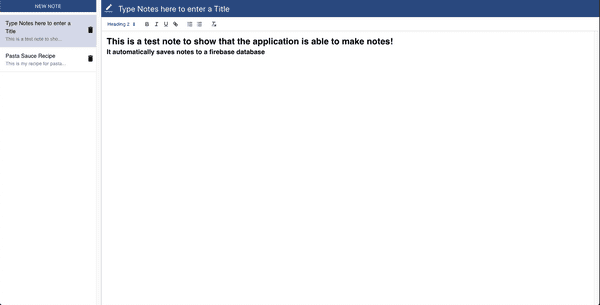 NEW NOTE
Type Notes here to enter a
Title
This is a test note to sho...
Pasta Sauce Recipe
This is my recipe for pasta...
Type Notes here to enter a Title
Heading 2
B I U
This is a test note to show that the application is able to make notes!
It automatically saves notes to a firebase database